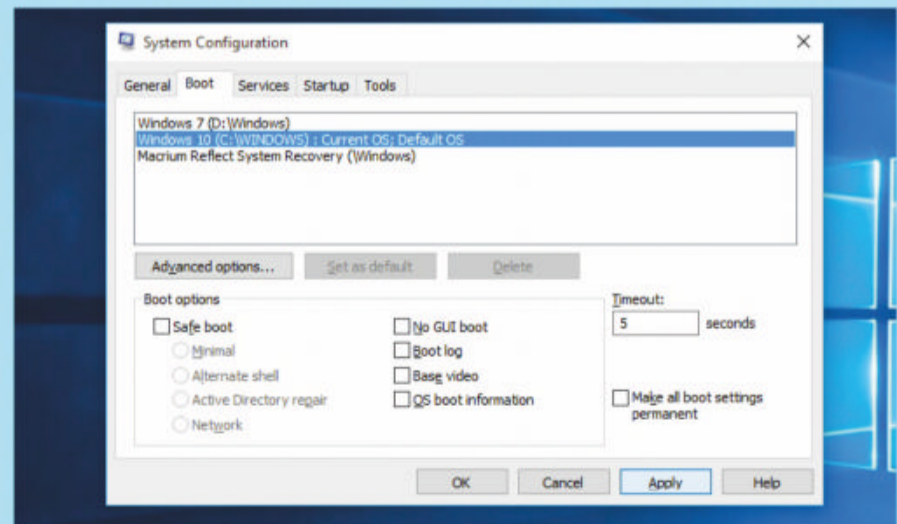 System Configuration
General Boot Services Startup Tools
Windows 7 (D:\Windows)
Windows 10 (C:\WINDOWS) : Current OS; Default OS
Macrium Reflect System Recovery (\Windows)
Advanced options... Set as default Delete
Boot options
Timeout:
Safe boot No GUI boot 5 seconds
Minimal Boot log
Alternate shell Base video
Active Directory repair OS boot information Make all boot settings permanent
Network
OK Cancel Apply Help